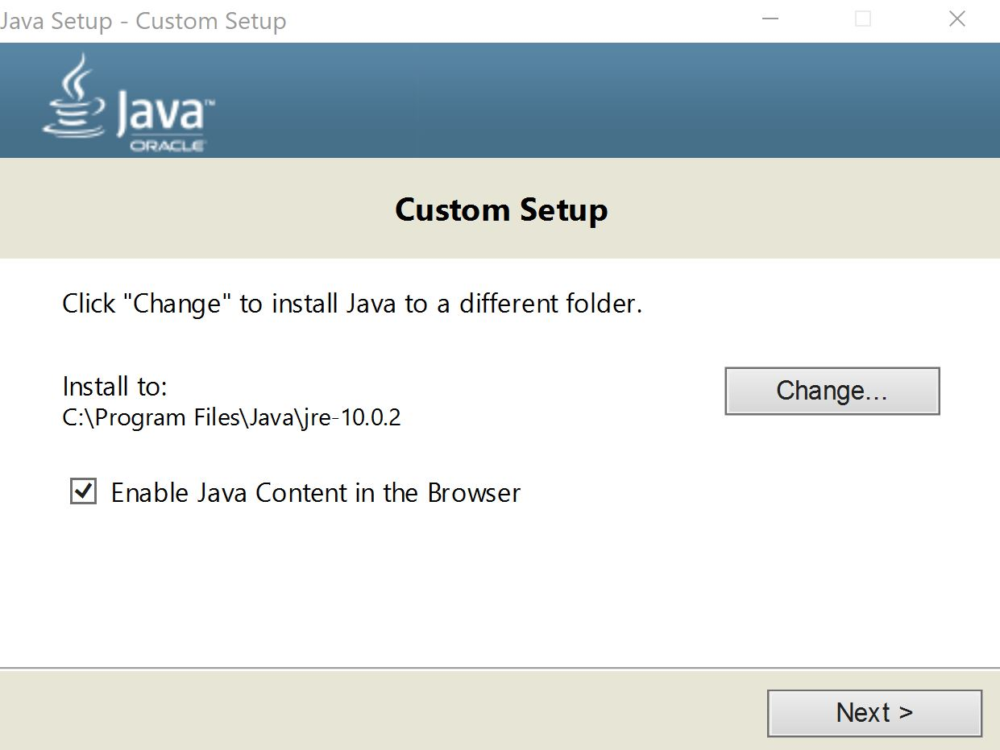 Java Setup - Custom Setup
Java™
ORACLE
Custom Setup
Click "Change" to install Java to a different folder.
Install to:
C:\Program Files\Java\jre-10.0.2
Change...
Enable Java Content in the Browser
Next >